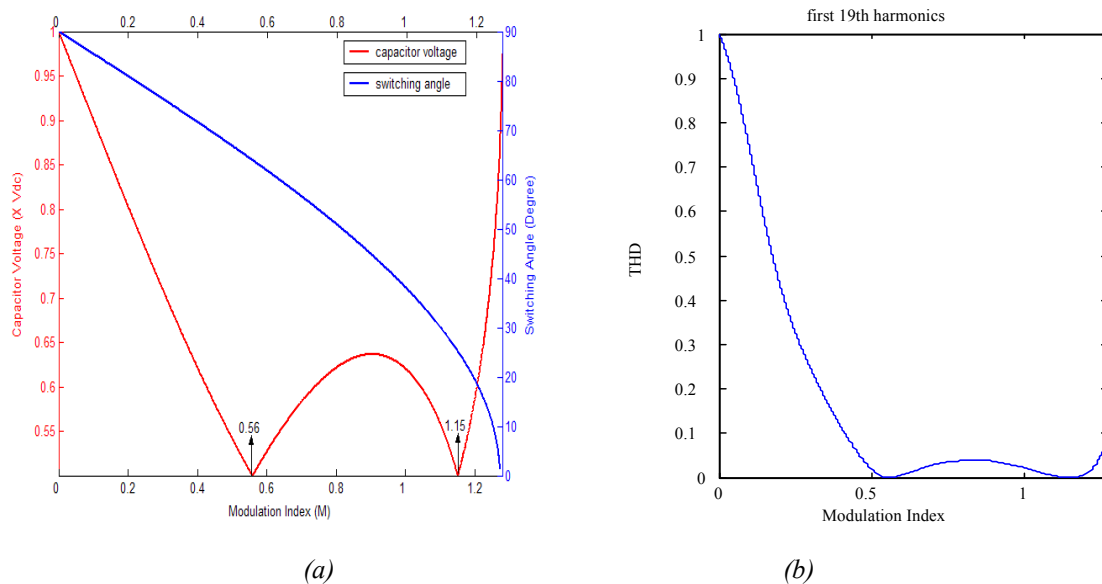 0 0.2 0.4 0.6 0.8 1 1.2
capacitor voltage
switching angle
1
0.95
0.9
0.85
0.8
0.75
0.7
0.65
0.6
0.55
Capacitor Voltage (X Vdc)
90
80
70
60
50
40
30
20
10
0
Switching Angle (Degree)
0.56
1.15
0 0.2 0.4 0.6 0.8 1 1.2
Modulation Index (M)
(a)
first 19th harmonics
1
0.9
0.8
0.7
0.6
0.5
0.4
0.3
0.2
0.1
0
THD
0 0.5 1
Modulation Index
(b)